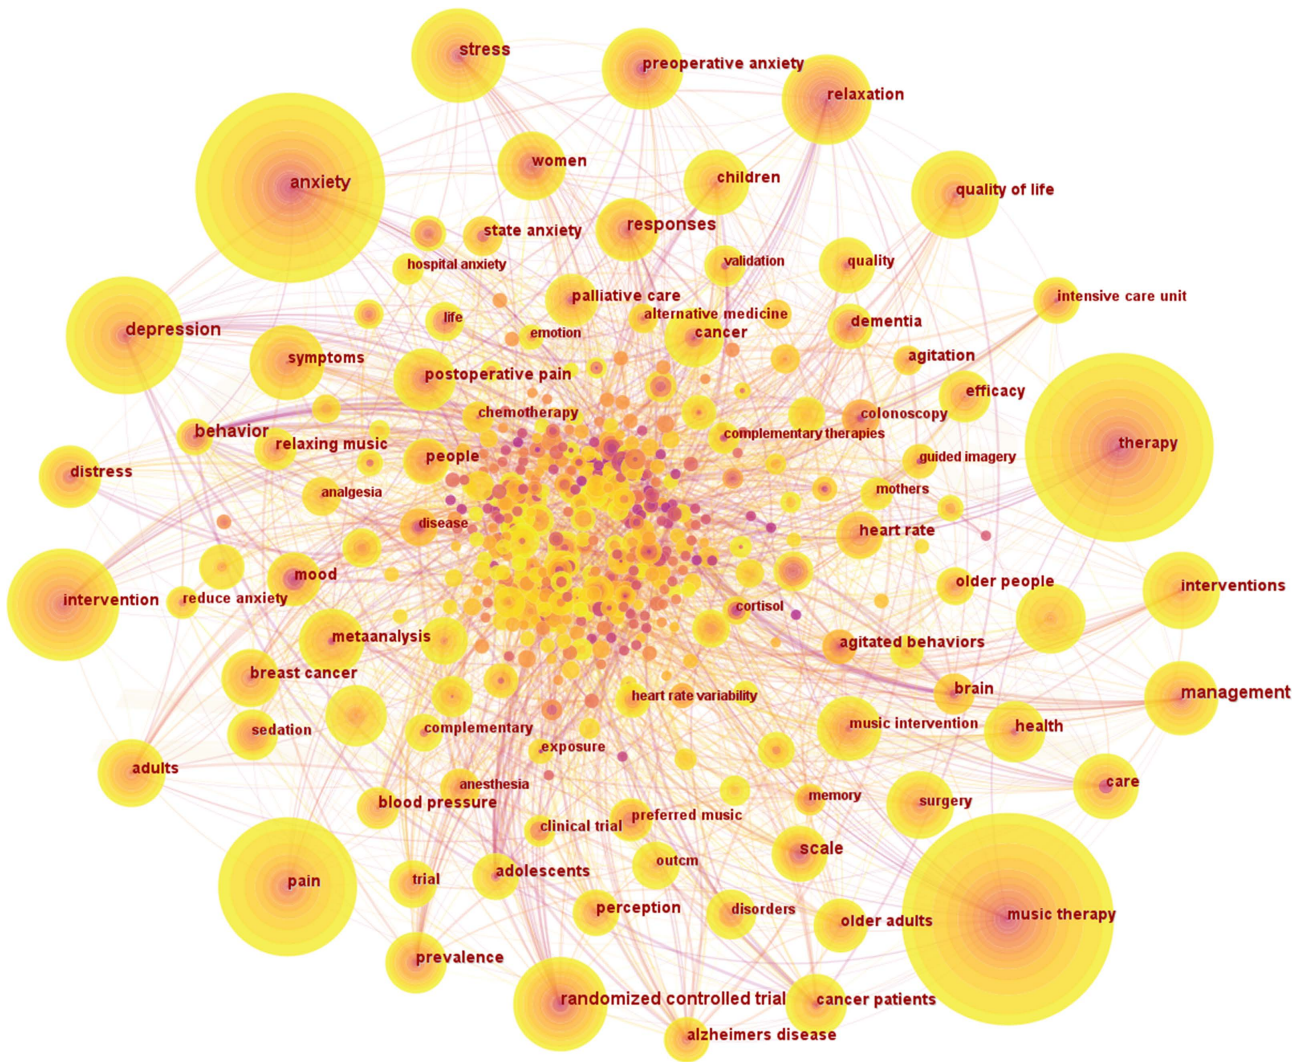 stress
preoperative anxiety
relaxation
women
anxiety
children
quality of life
responses
state anxiety
hospital anxiety
validation
quality
palliative care
intensive care unit
alternative medicine
life
dementia
depression
emotion
cancer
symptoms
agitation
postoperative pain
efficacy
chemotherapy
colonoscopy
behavior
complementary therapies
relaxing music
therapy
people
guided imagery
distress
analgesia
mothers
disease
heart rate
mood
older people
interventions
intervention
reduce anxiety
cortisol
metaanalysis
agitated behaviors
breast cancer
brain
management
heart rate variability
music intervention
health
sedation
complementary
exposure
adults
care
anesthesia
memory
blood pressure
surgery
preferred music
clinical trial
scale
outcm
adolescents
pain
trial
perception
disorders
music therapy
older adults
prevalence
randomized controlled trial
cancer patients
alzheimers disease